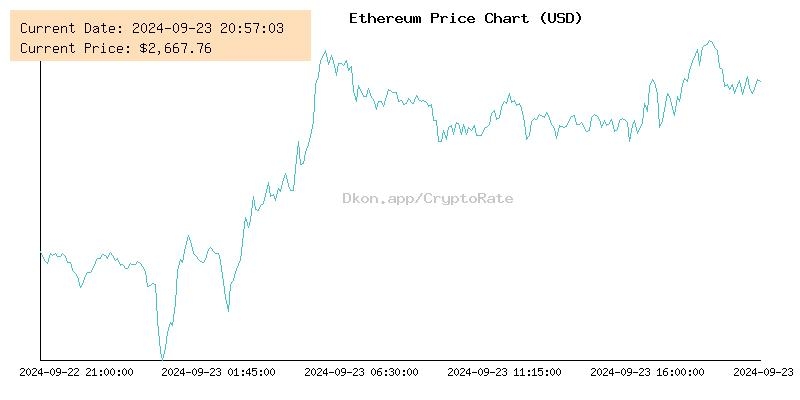 Ethereum Price Chart (USD)
Current Date: 2024-09-23 20:57:03
Current Price: $2,667.76
Dkon.app/CryptoRate
2024-09-22 21:00:00
2024-09-23 01:45:00
2024-09-23 06:30:00
2024-09-23 11:15:00
2024-09-23 16:00:00
2024-09-23